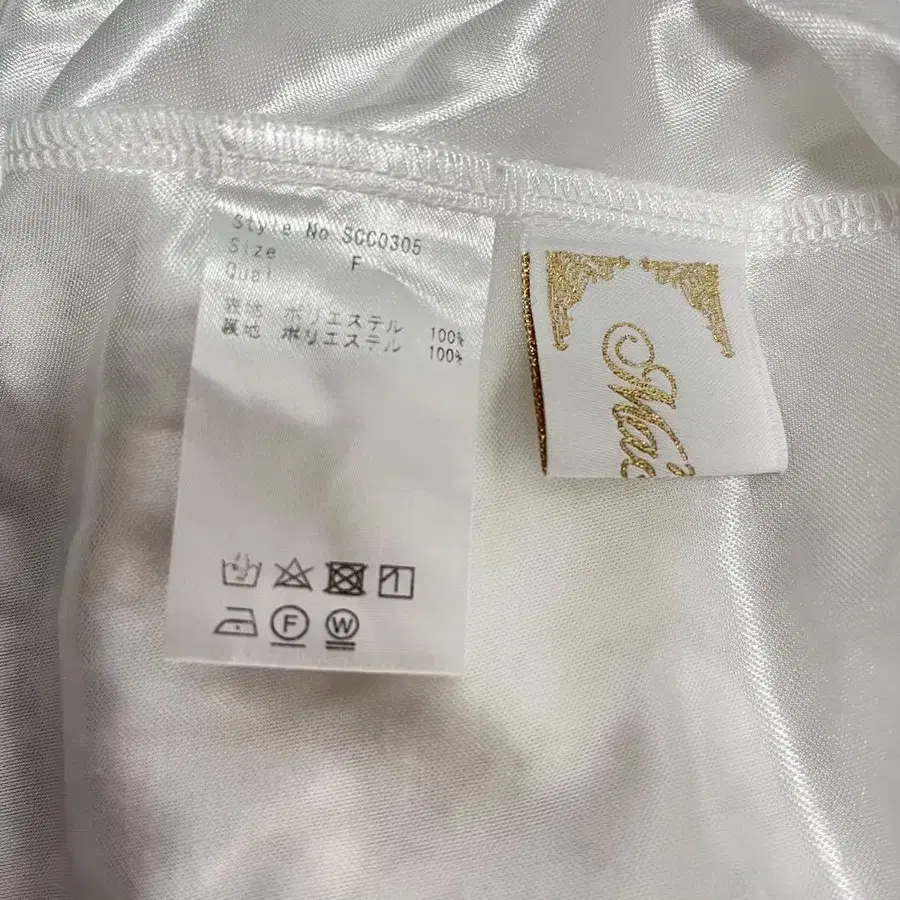 Style No SCC0305
Size F
Qual
表地 ポリエステル 100%
裏地 ポリエステル 100%
F W